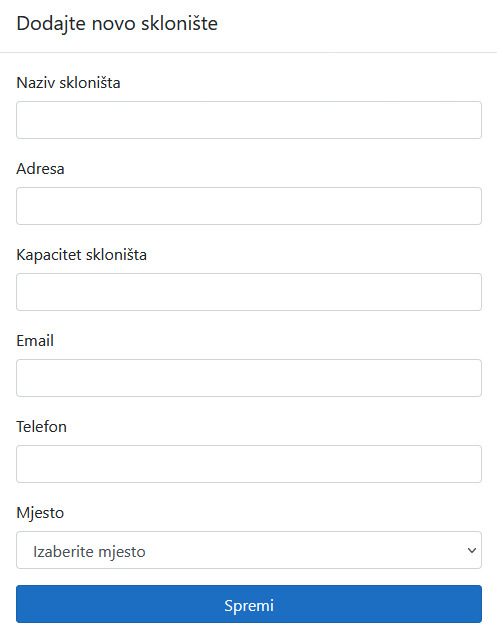 Dodajte novo sklonište
Naziv skloništa
Adresa
Kapacitet skloništa
Email
Telefon
Mjesto
Izaberite mjesto
Spremi